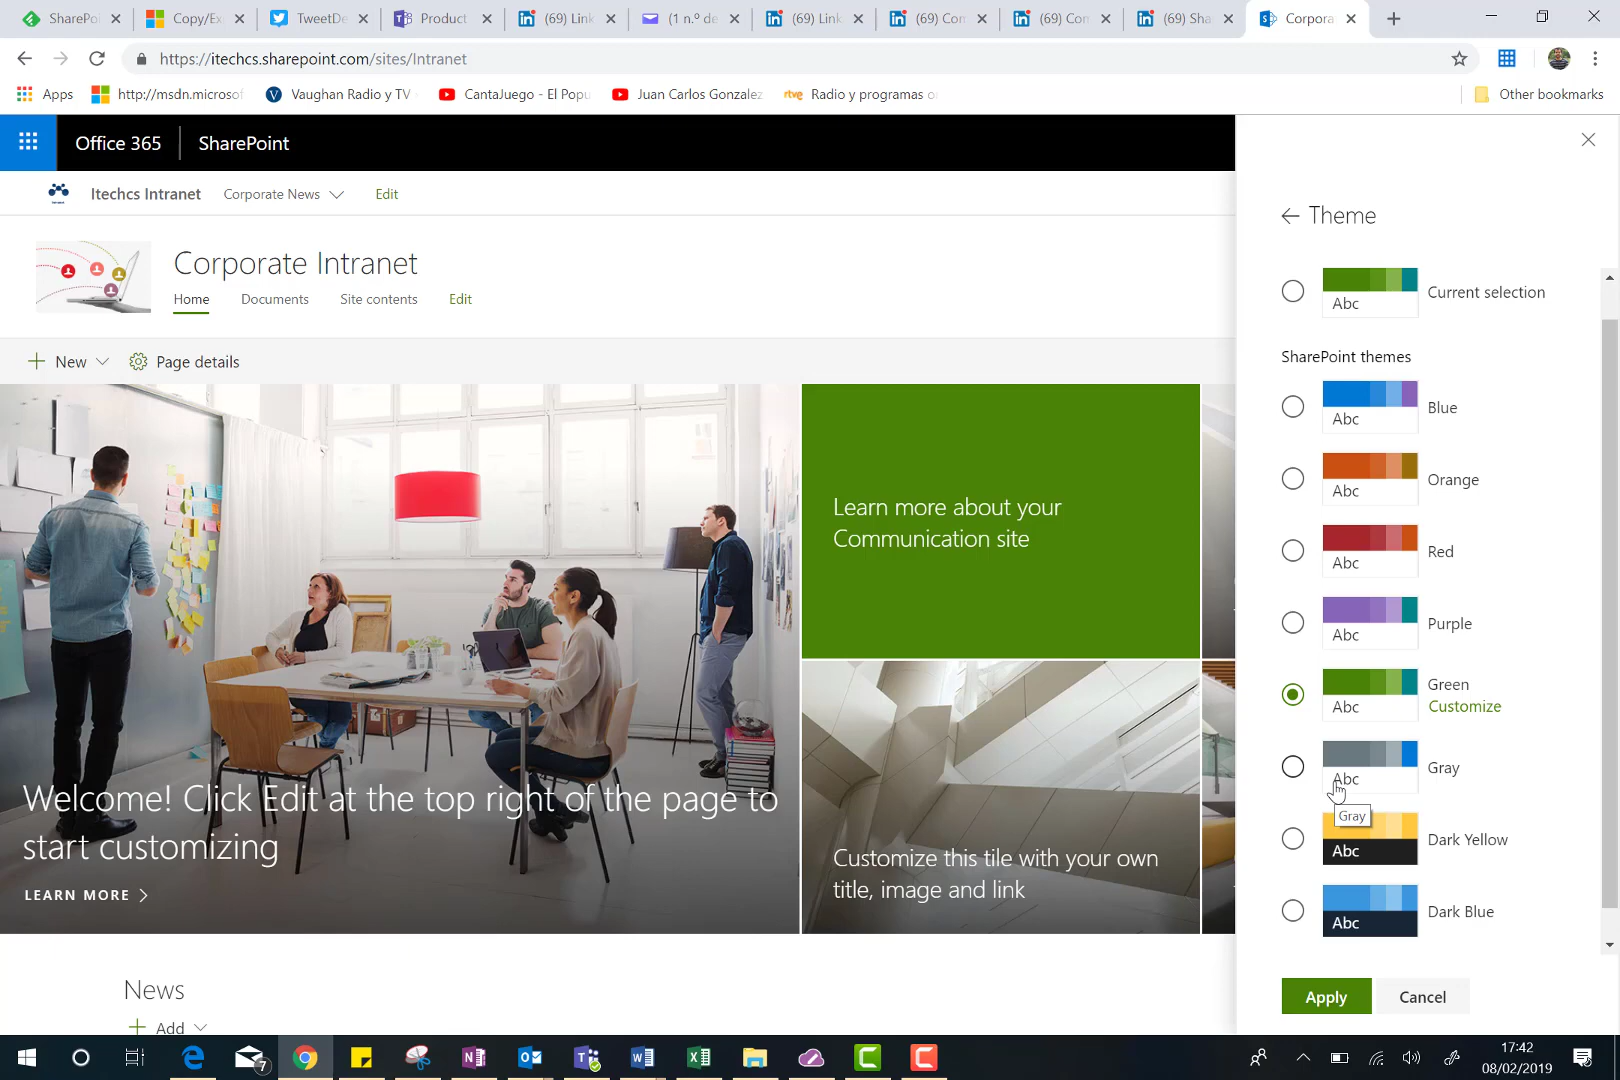 SharePoi
Copy/Ex
TweetDe
Product
(69) Link
(1 n.º de
(69) Link
(69) Con
(69) Con
(69) Sha
Corpora
https://itechcs.sharepoint.com/sites/Intranet
Apps
http://msdn.microsof
Vaughan Radio y TV
CantaJuego - El Popu
Juan Carlos Gonzalez
rtve Radio y programas o
Other bookmarks
Office 365
SharePoint
Itechcs Intranet
Corporate News
Edit
Corporate Intranet
Home
Documents
Site contents
Edit
New
Page details
Welcome! Click Edit at the top right of the page to
start customizing
LEARN MORE
Learn more about your
Communication site
Customize this tile with your own
title, image and link
News
Add
Theme
Abc
Current selection
SharePoint themes
Abc
Blue
Abc
Orange
Abc
Red
Abc
Purple
Abc
Green
Customize
Abc
Gray
Gray
Abc
Dark Yellow
Abc
Dark Blue
Apply
Cancel
7
17:42
08/02/2019